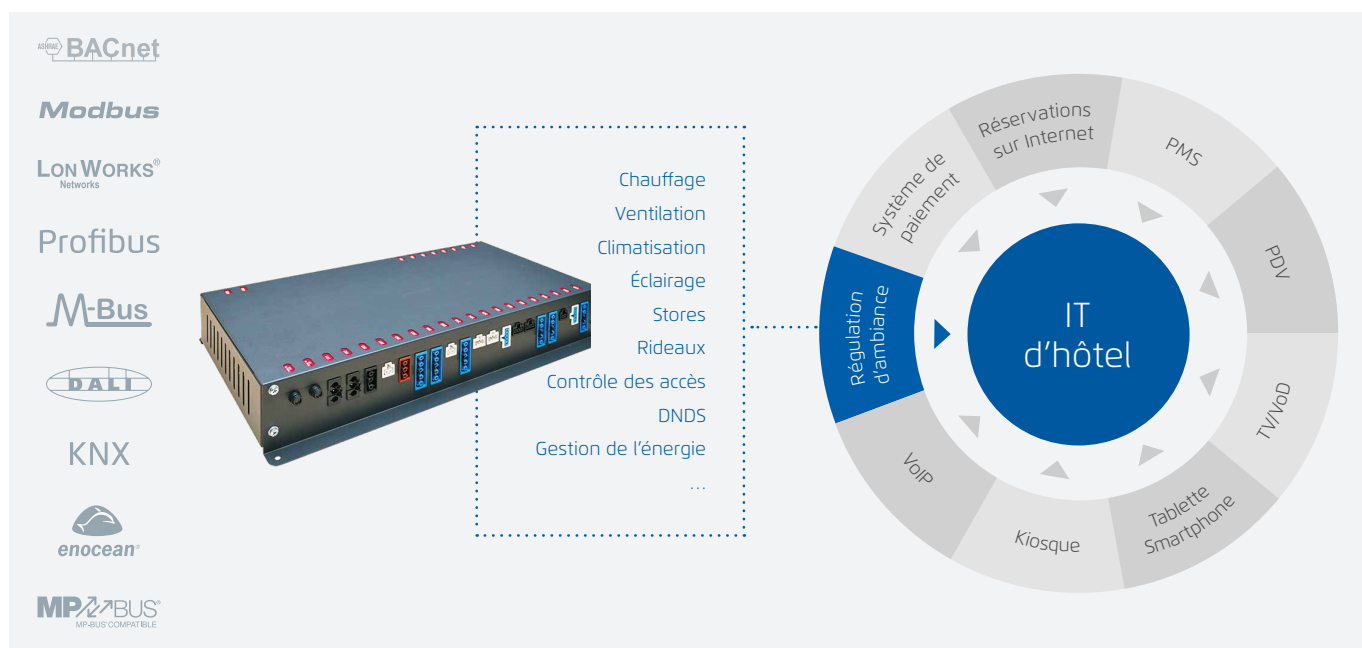 ASHRAE BACnet
Modbus
LONWORKS®
Networks
Profibus
M-Bus
DALI
KNX
enocean®
MP BUS®
MP-BUS COMPATIBLE
Chauffage
Ventilation
Climatisation
Éclairage
Stores
Rideaux
Contrôle des accès
DNDS
Gestion de l'énergie
...
Réservations
sur Internet
PMS
PDV
TV/VoD
Tablette
Smartphone
Kiosque
VoIP
Régulation
d'ambiance
Système de
paiement
IT
d'hôtel